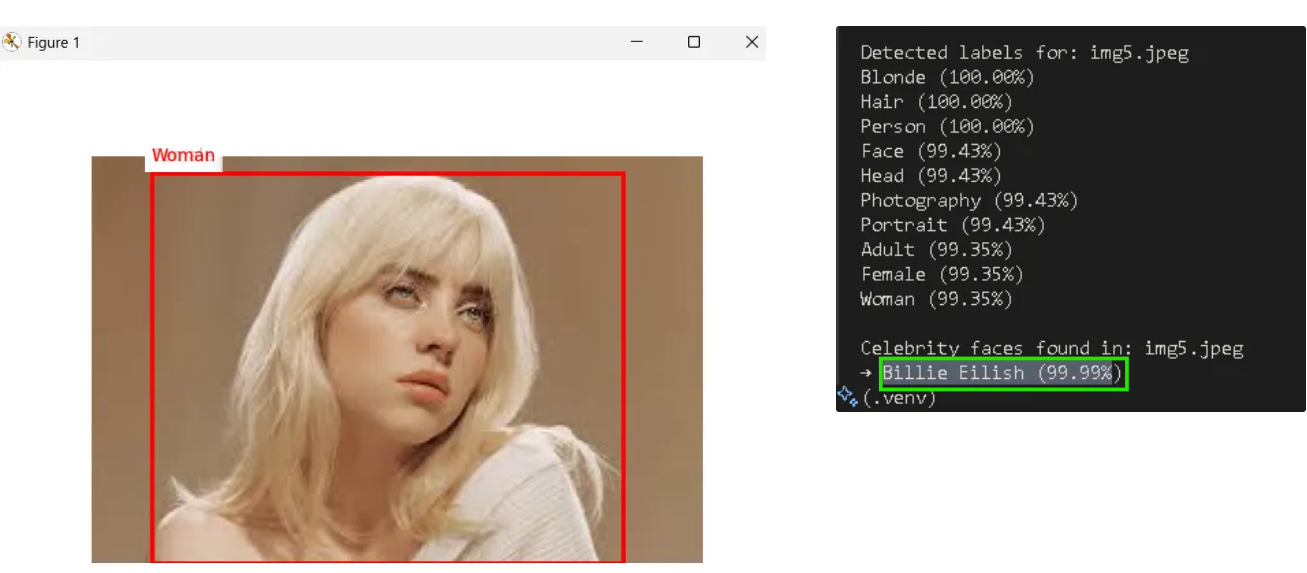 Figure 1
Woman
Detected labels for: img5.jpeg
Blonde (100.00%)
Hair (100.00%)
Person (100.00%)
Face (99.43%)
Head (99.43%)
Photography (99.43%)
Portrait (99.43%)
Adult (99.35%)
Female (99.35%)
Woman (99.35%)
Celebrity faces found in: img5.jpeg
→ Billie Eilish (99.99%)
(.venv)